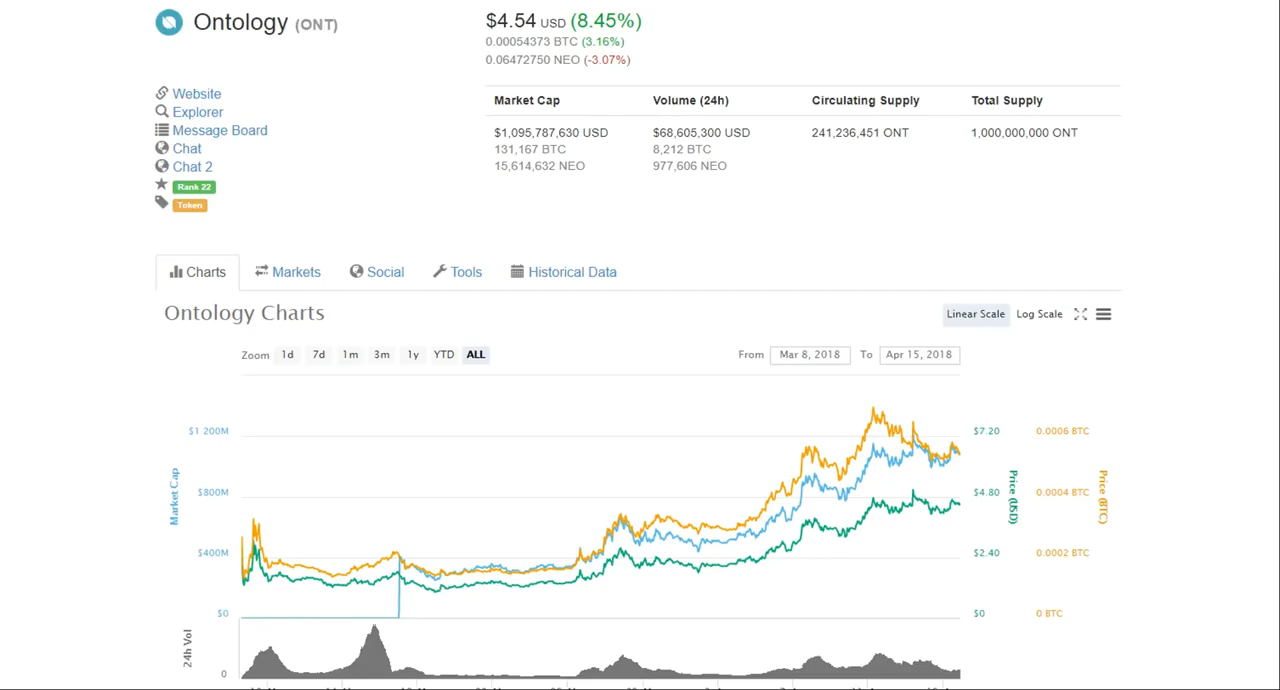 Ontology (ONT)
$4.54 USD (8.45%)
0.00054373 BTC (3.16%)
0.06472750 NEO (-3.07%)
Website
Explorer
Message Board
Chat
Chat 2
Rank 22
Token
Market Cap Volume (24h) Circulating Supply Total Supply
$1,095,787,630 USD $68,605,300 USD 241,236,451 ONT 1,000,000,000 ONT
131,167 BTC 8,212 BTC
15,614,632 NEO 977,606 NEO
Charts Markets Social Tools Historical Data
Ontology Charts
Linear Scale Log Scale
Zoom 1d 7d 1m 3m 1y YTD ALL From Mar 8, 2018 To Apr 15, 2018
$1 200M $7.20 0.0006 BTC
$800M $4.80 0.0004 BTC
$400M $2.40 0.0002 BTC
$0 $0 0 BTC
Market Cap
Price (USD)
Price (BTC)
24h Vol
0